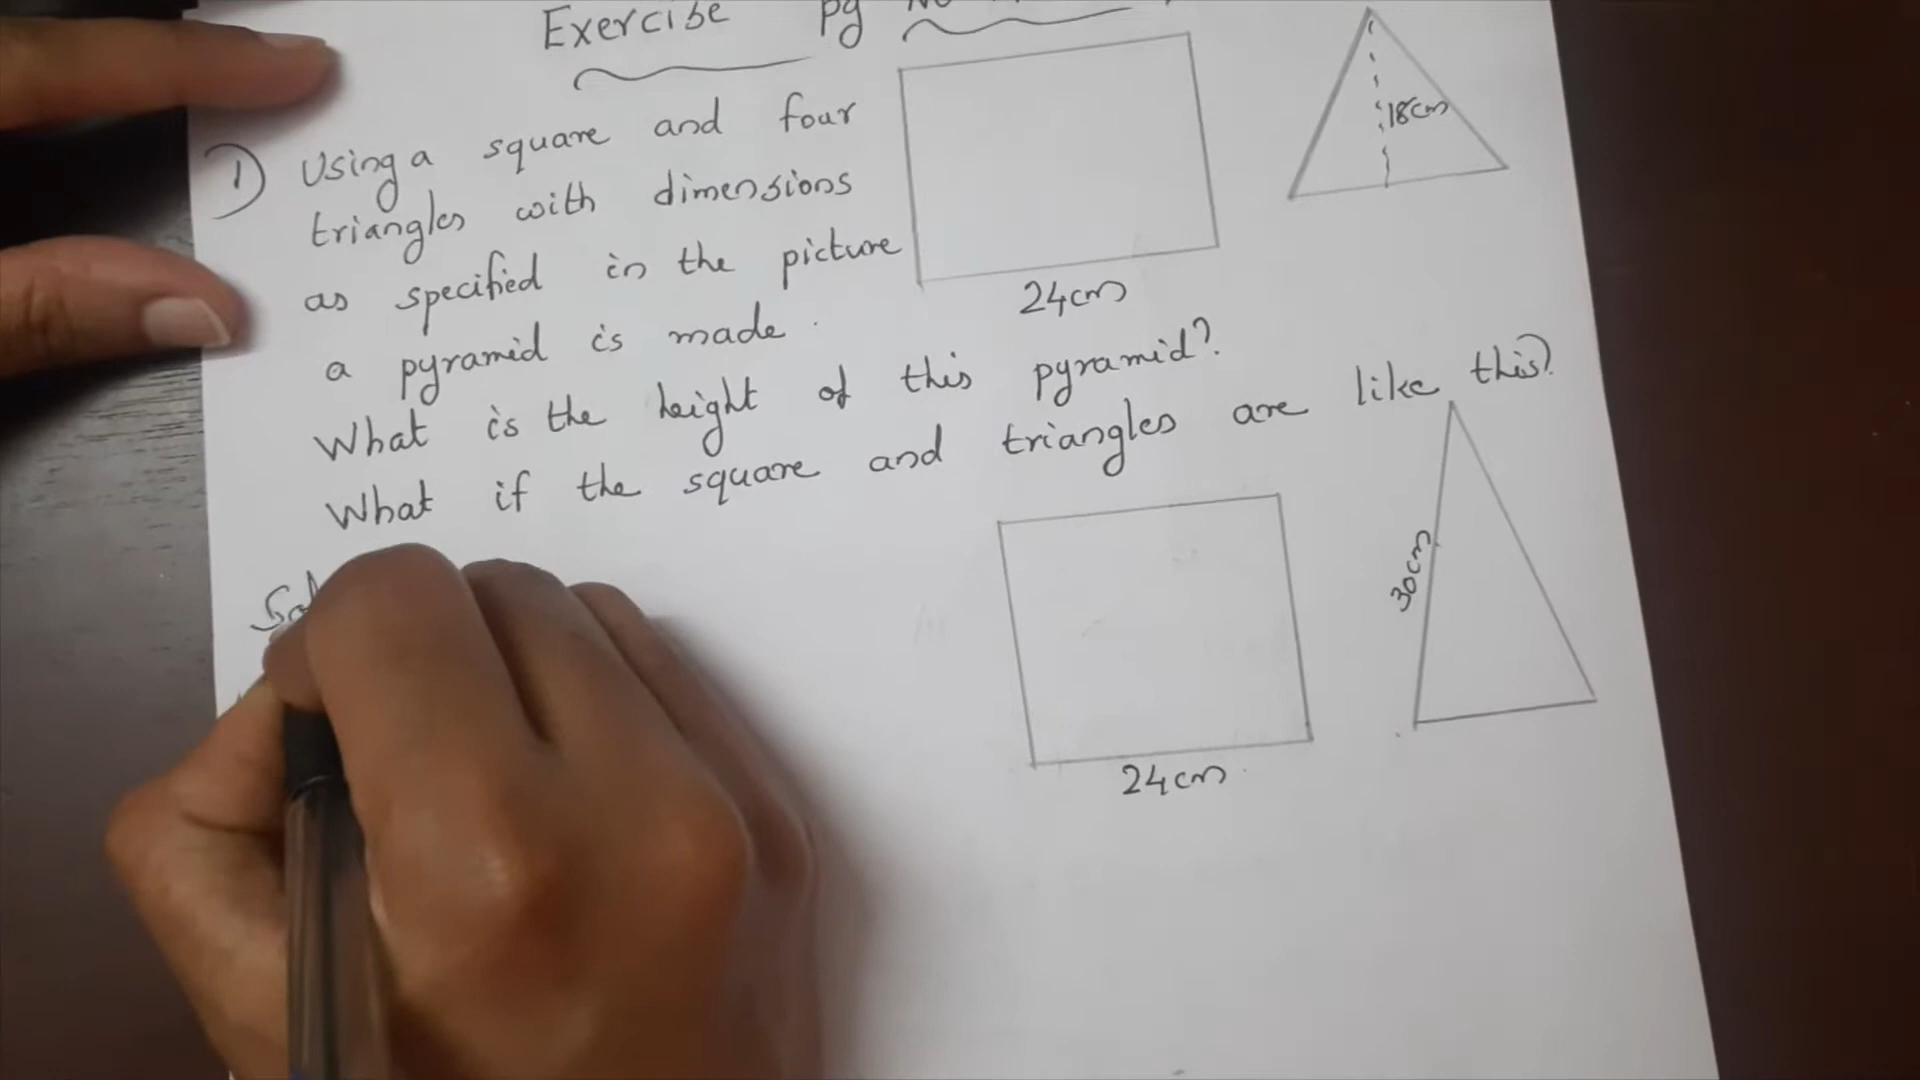 Exercise pg No
1) Using a square and four
triangles with dimensions
as specified in the picture
a pyramid is made.
What is the height of this pyramid?
What if the square and triangles are like this?
24cm
18cm
24cm
30cm